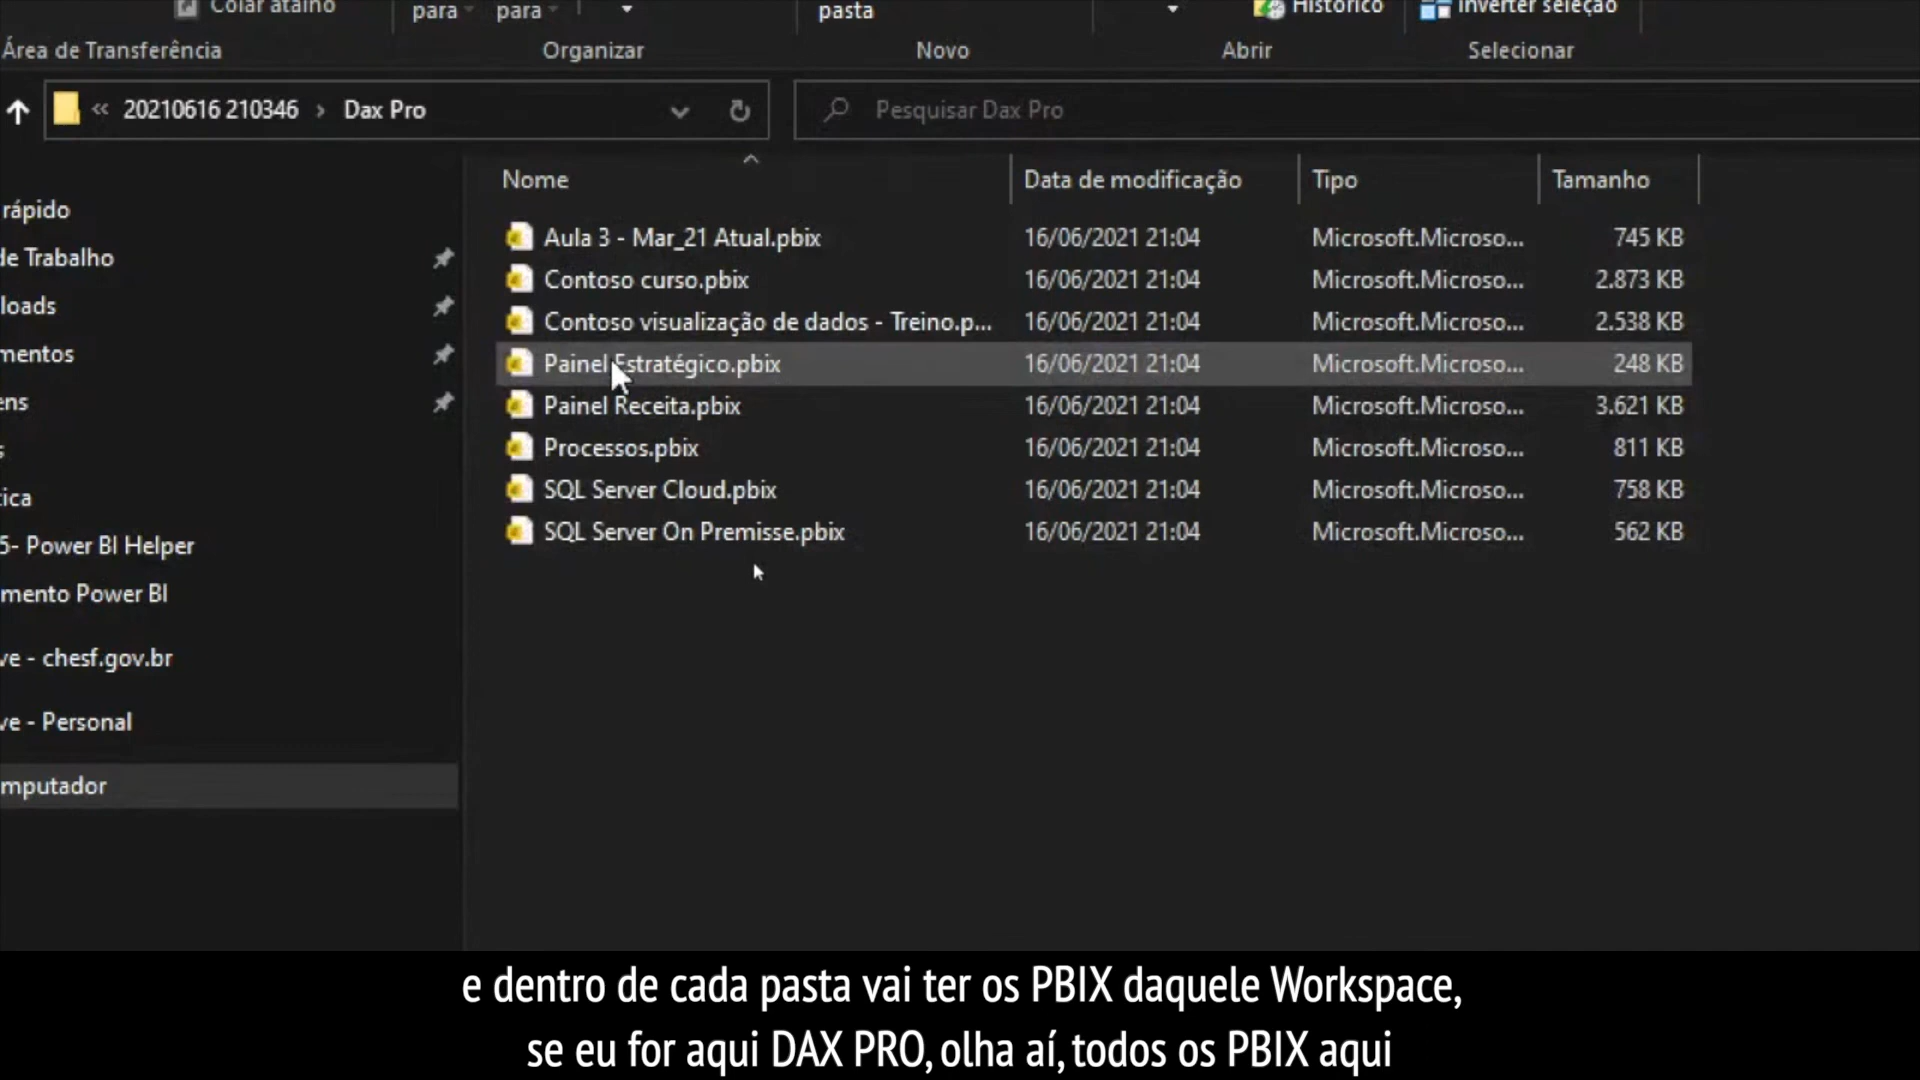 Colar atalho
para
para
pasta
Histórico
Inverter seleção
Área de Transferência
Organizar
Novo
Abrir
Selecionar
« 20210616 210346 › Dax Pro
Pesquisar Dax Pro
Nome
Data de modificação
Tipo
Tamanho
rápido
de Trabalho
loads
mentos
ens
s
tica
5- Power BI Helper
mento Power BI
ve - chesf.gov.br
ve - Personal
mputador
Aula 3 - Mar_21 Atual.pbix 16/06/2021 21:04 Microsoft.Microso... 745 KB
Contoso curso.pbix 16/06/2021 21:04 Microsoft.Microso... 2.873 KB
Contoso visualização de dados - Treino.p... 16/06/2021 21:04 Microsoft.Microso... 2.538 KB
Painel Estratégico.pbix 16/06/2021 21:04 Microsoft.Microso... 248 KB
Painel Receita.pbix 16/06/2021 21:04 Microsoft.Microso... 3.621 KB
Processos.pbix 16/06/2021 21:04 Microsoft.Microso... 811 KB
SQL Server Cloud.pbix 16/06/2021 21:04 Microsoft.Microso... 758 KB
SQL Server On Premisse.pbix 16/06/2021 21:04 Microsoft.Microso... 562 KB
e dentro de cada pasta vai ter os PBIX daquele Workspace,
se eu for aqui DAX PRO, olha aí, todos os PBIX aqui